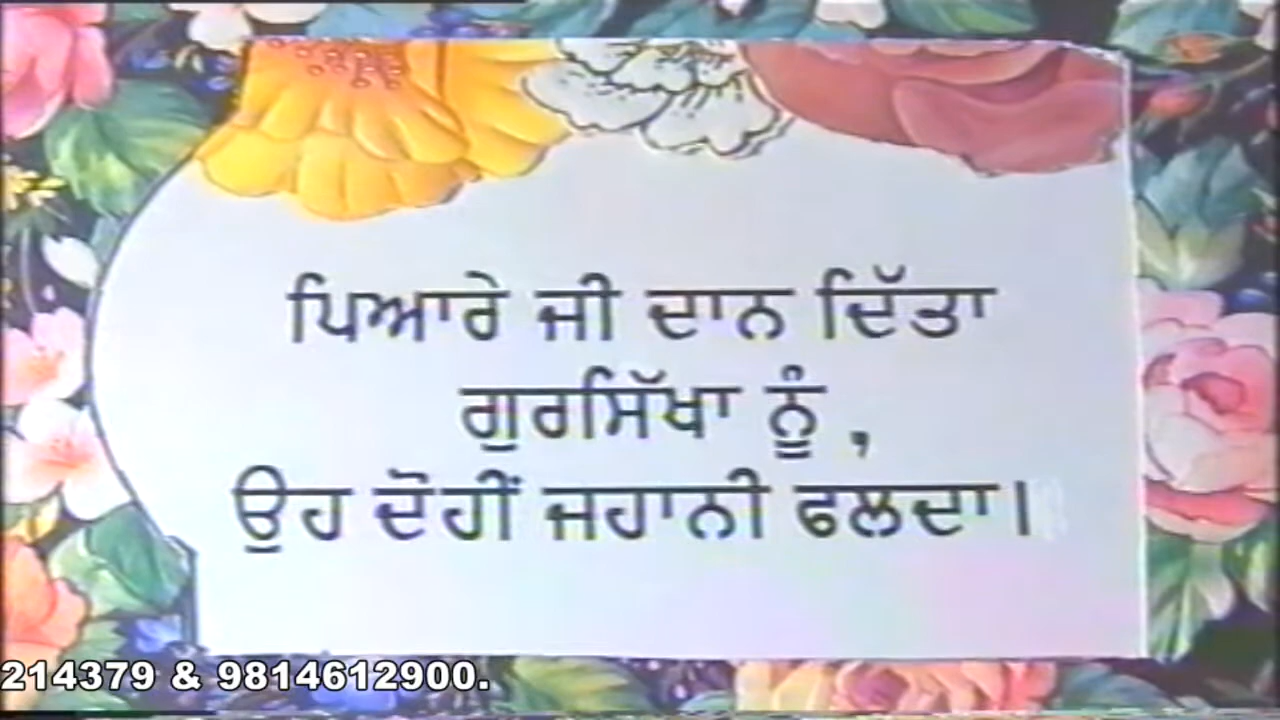 ਪਿਆਰੇ ਜੀ ਦਾਨ ਦਿੱਤਾ
ਗੁਰਸਿੱਖਾ ਨੂੰ ,
ਉਹ ਦੋਹੀਂ ਜਹਾਨੀ ਫਲਦਾ।
214379 & 9814612900.